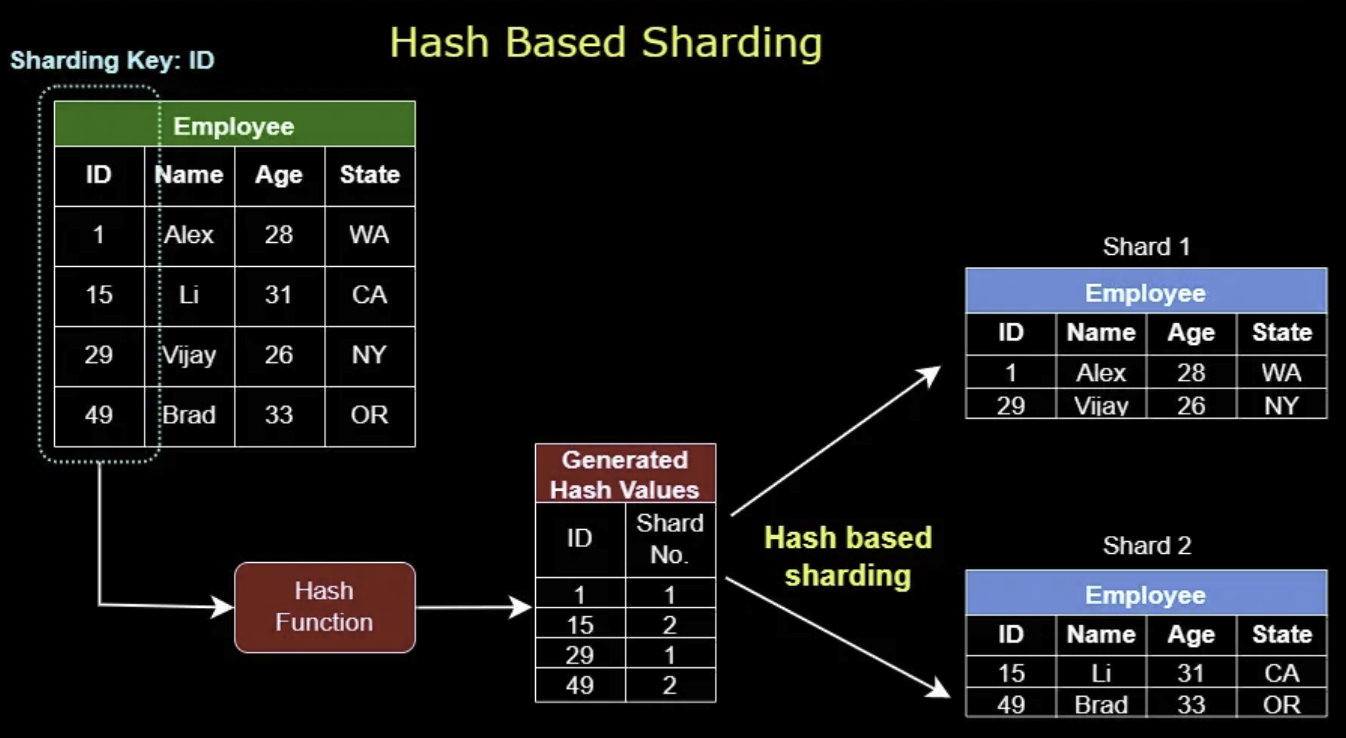 Hash Based Sharding
Sharding Key: ID
Employee
ID Name Age State
1 Alex 28 WA
15 Li 31 CA
29 Vijay 26 NY
49 Brad 33 OR
Hash
Function
Generated
Hash Values
ID Shard
No.
1 1
15 2
29 1
49 2
Hash based
sharding
Shard 1
Employee
ID Name Age State
1 Alex 28 WA
29 Vijay 26 NY
Shard 2
Employee
ID Name Age State
15 Li 31 CA
49 Brad 33 OR